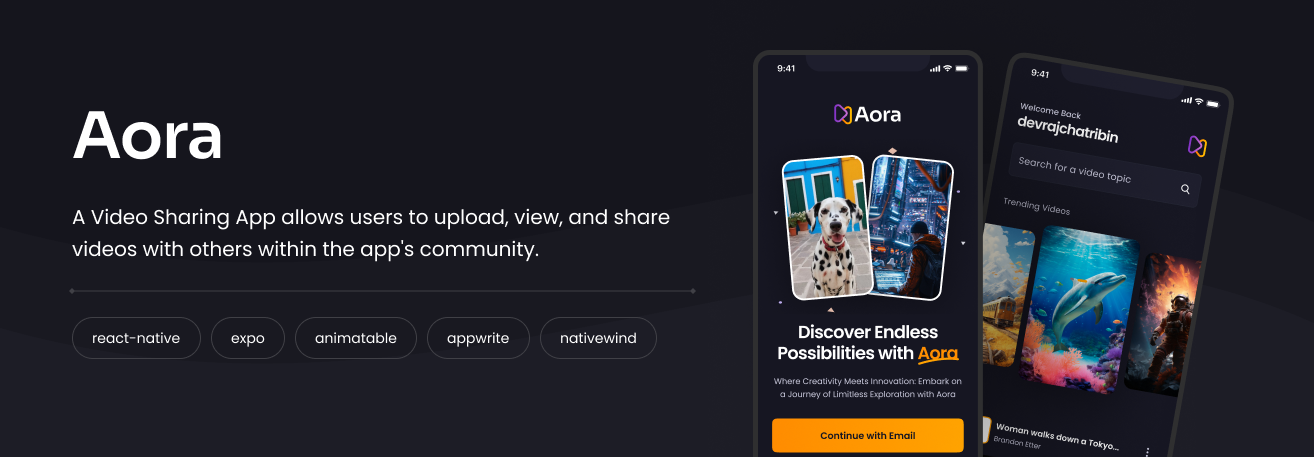 Aora
A Video Sharing App allows users to upload, view, and share
videos with others within the app's community.
react-native
expo
animatable
appwrite
nativewind
9:41
Aora
Discover Endless
Possibilities with Aora
Where Creativity Meets Innovation: Embark on
a Journey of Limitless Exploration with Aora
Continue with Email
9:41
Welcome Back
devrajchatribin
Search for a video topic
Trending Videos
Woman walks down a Tokyo...
Brandon Etter